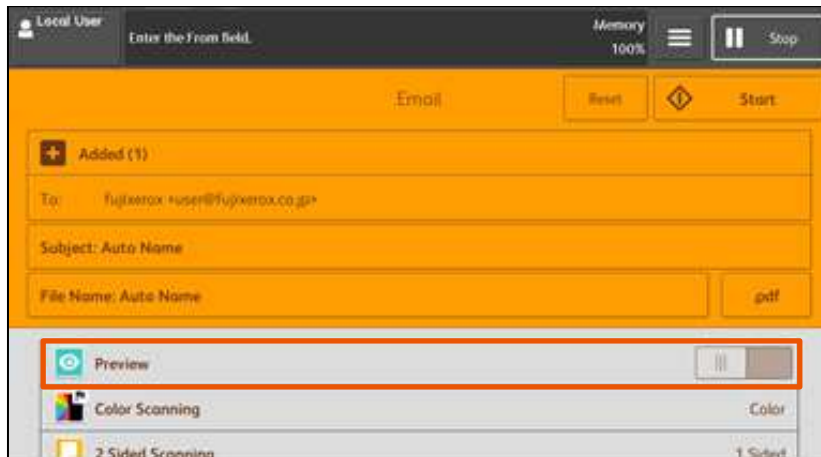 Local User
Enter the From field.
Memory
100%
Stop
Email
Reset
Start
Added (1)
To: fujixerox <user@fujixerox.co.jp>
Subject: Auto Name
File Name: Auto Name
.pdf
Preview
Color Scanning
Color
2 Sided Scanning
1 Sided